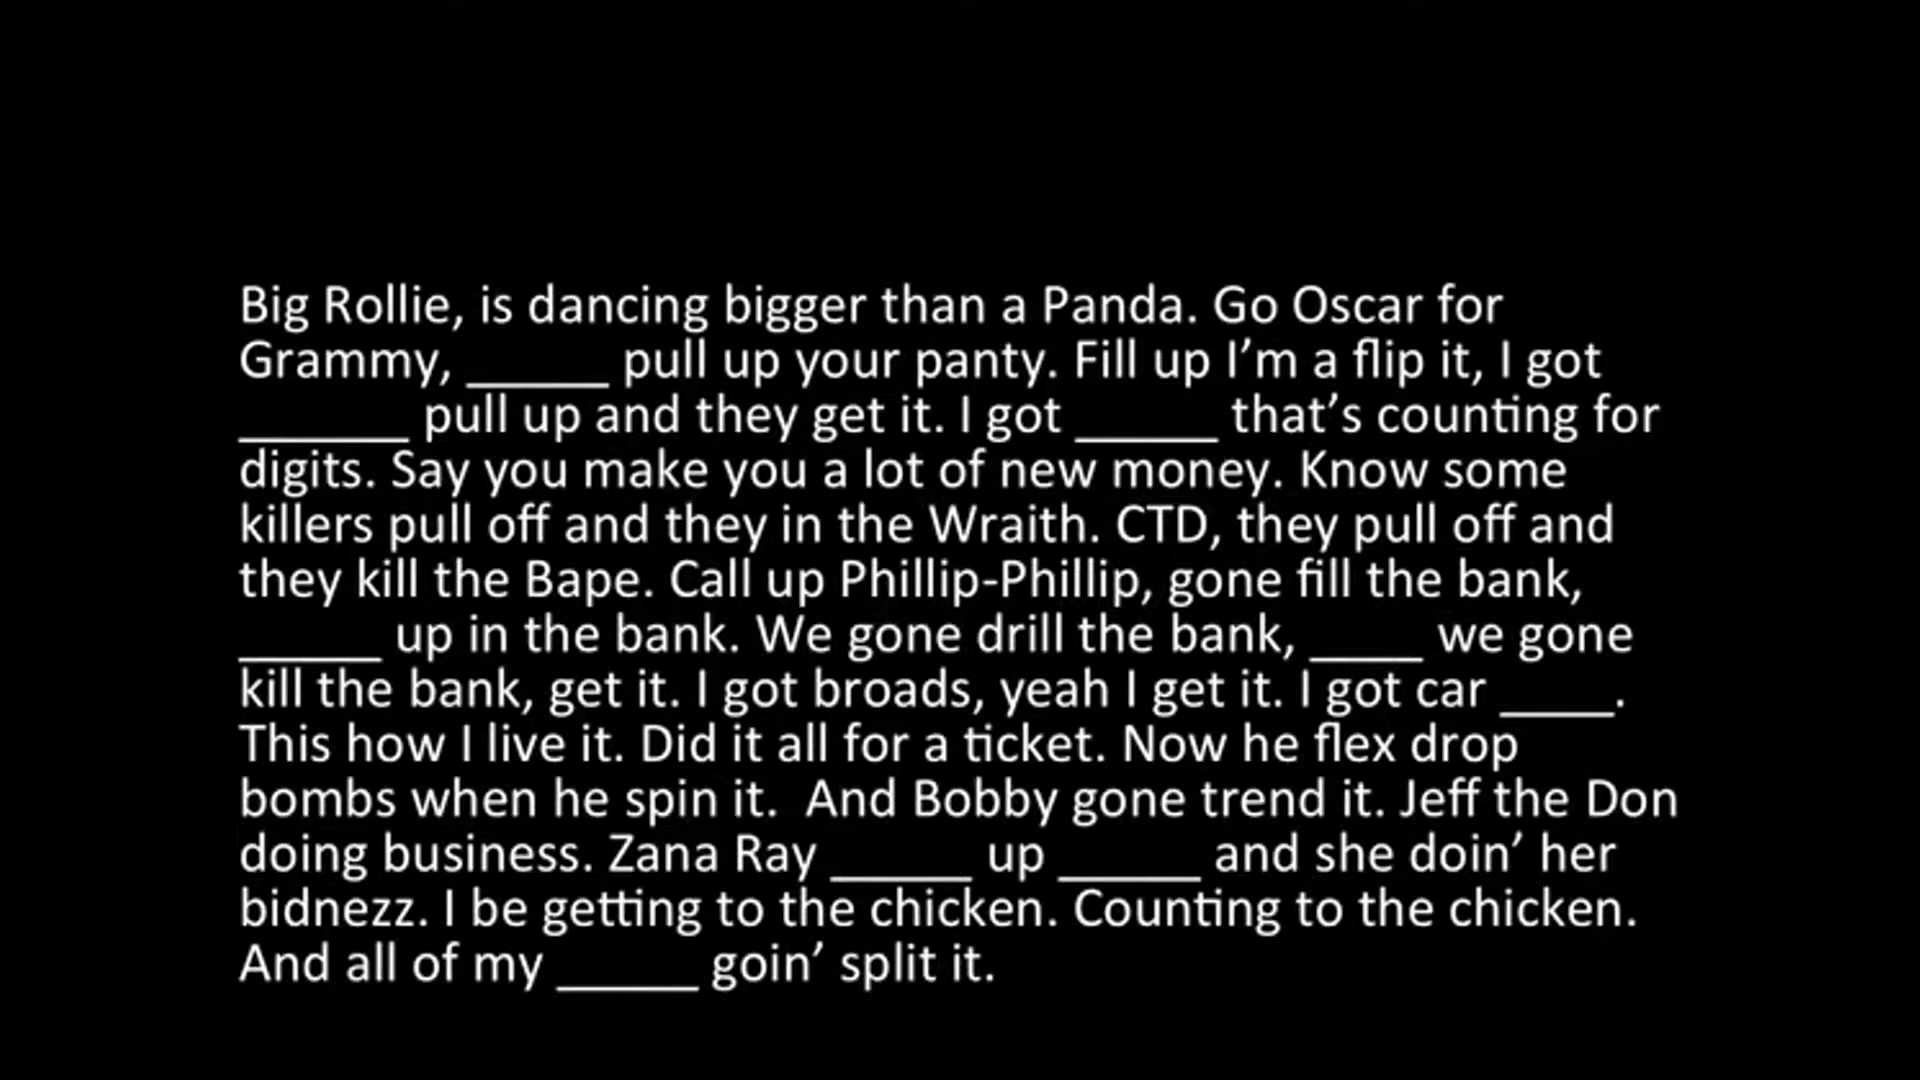 Big Rollie, is dancing bigger than a Panda. Go Oscar for
Grammy, _____ pull up your panty. Fill up I’m a flip it, I got
______ pull up and they get it. I got _____ that’s counting for
digits. Say you make you a lot of new money. Know some
killers pull off and they in the Wraith. CTD, they pull off and
they kill the Bape. Call up Phillip-Phillip, gone fill the bank,
_____ up in the bank. We gone drill the bank, ____ we gone
kill the bank, get it. I got broads, yeah I get it. I got car ____.
This how I live it. Did it all for a ticket. Now he flex drop
bombs when he spin it.  And Bobby gone trend it. Jeff the Don
doing business. Zana Ray _____ up _____ and she doin’ her
bidnezz. I be getting to the chicken. Counting to the chicken.
And all of my _____ goin’ split it.